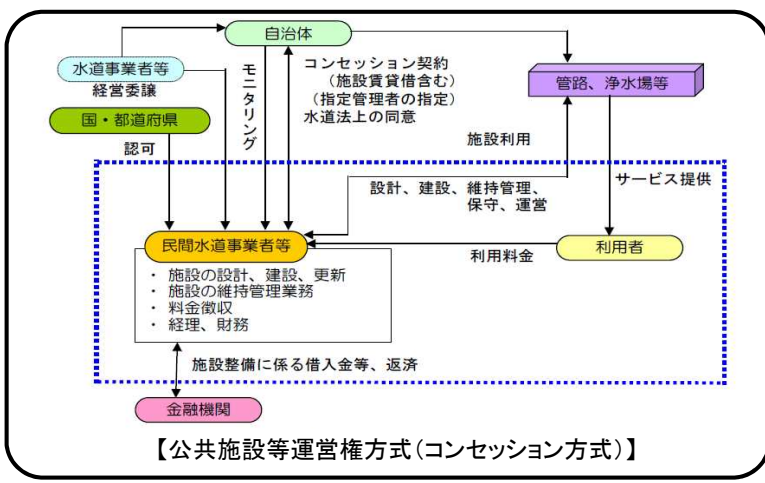 自治体
水道事業者等
経営委譲
国・都道府県
認可
モニタリング
コンセッション契約
(施設賃貸借含む)
(指定管理者の指定)
水道法上の同意
管路、浄水場等
施設利用
サービス提供
設計、建設、維持管理、
保守、運営
民間水道事業者等
利用料金
利用者
・ 施設の設計、建設、更新
・ 施設の維持管理業務
・ 料金徴収
・ 経理、財務
施設整備に係る借入金等、返済
金融機関
【公共施設等運営権方式(コンセッション方式)】